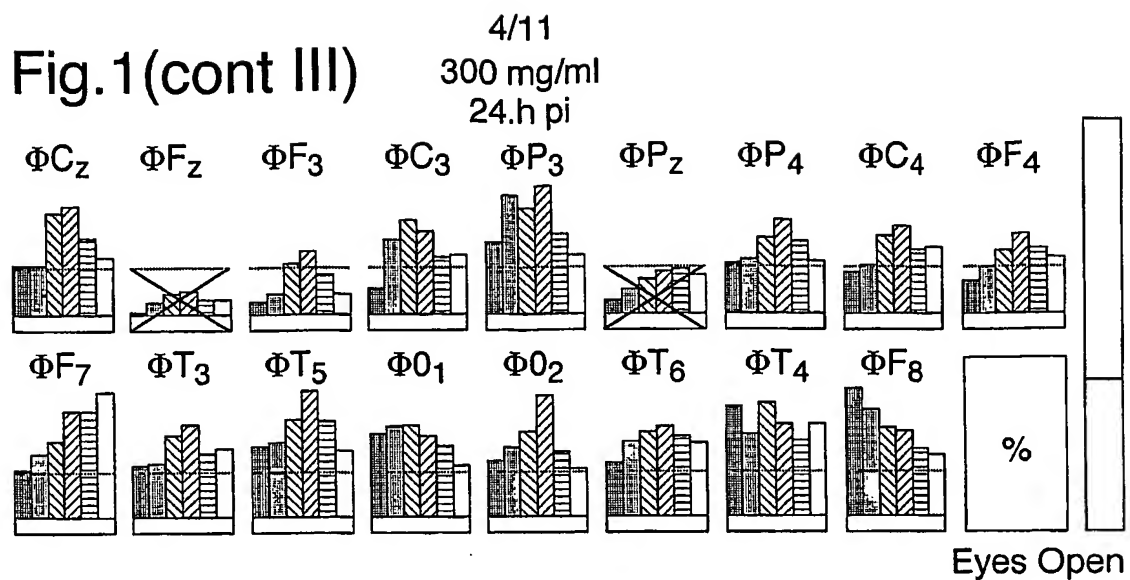 4/11
Fig.1(cont III)
300 mg/ml
24.h pi
ΦCz ΦFz ΦF3 ΦC3 ΦP3 ΦPz ΦP4 ΦC4 ΦF4
ΦF7 ΦT3 ΦT5 Φ01 Φ02 ΦT6 ΦT4 ΦF8
%
Eyes Open